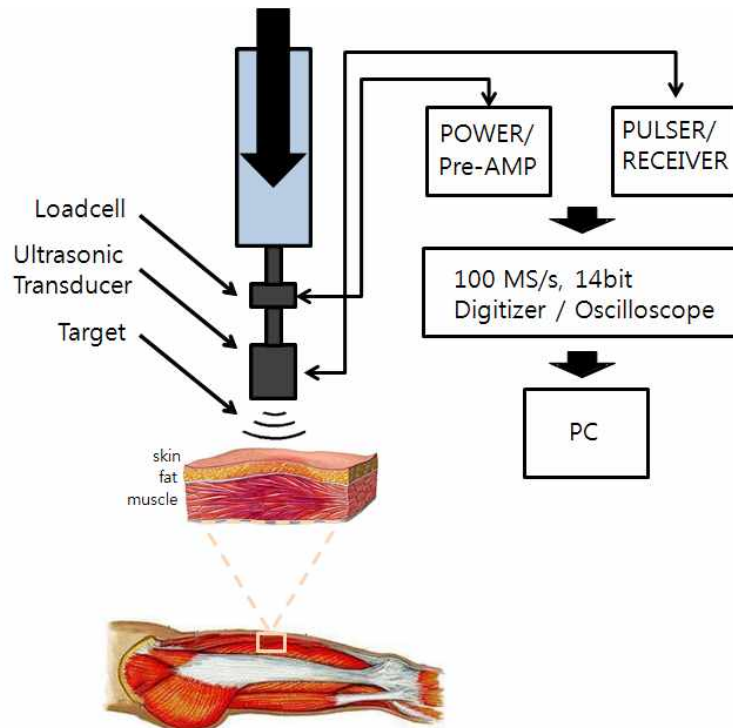 POWER/
Pre-AMP
PULSER/
RECEIVER
Loadcell
Ultrasonic
Transducer
Target
100 MS/s, 14bit
Digitizer / Oscilloscope
PC
skin
fat
muscle